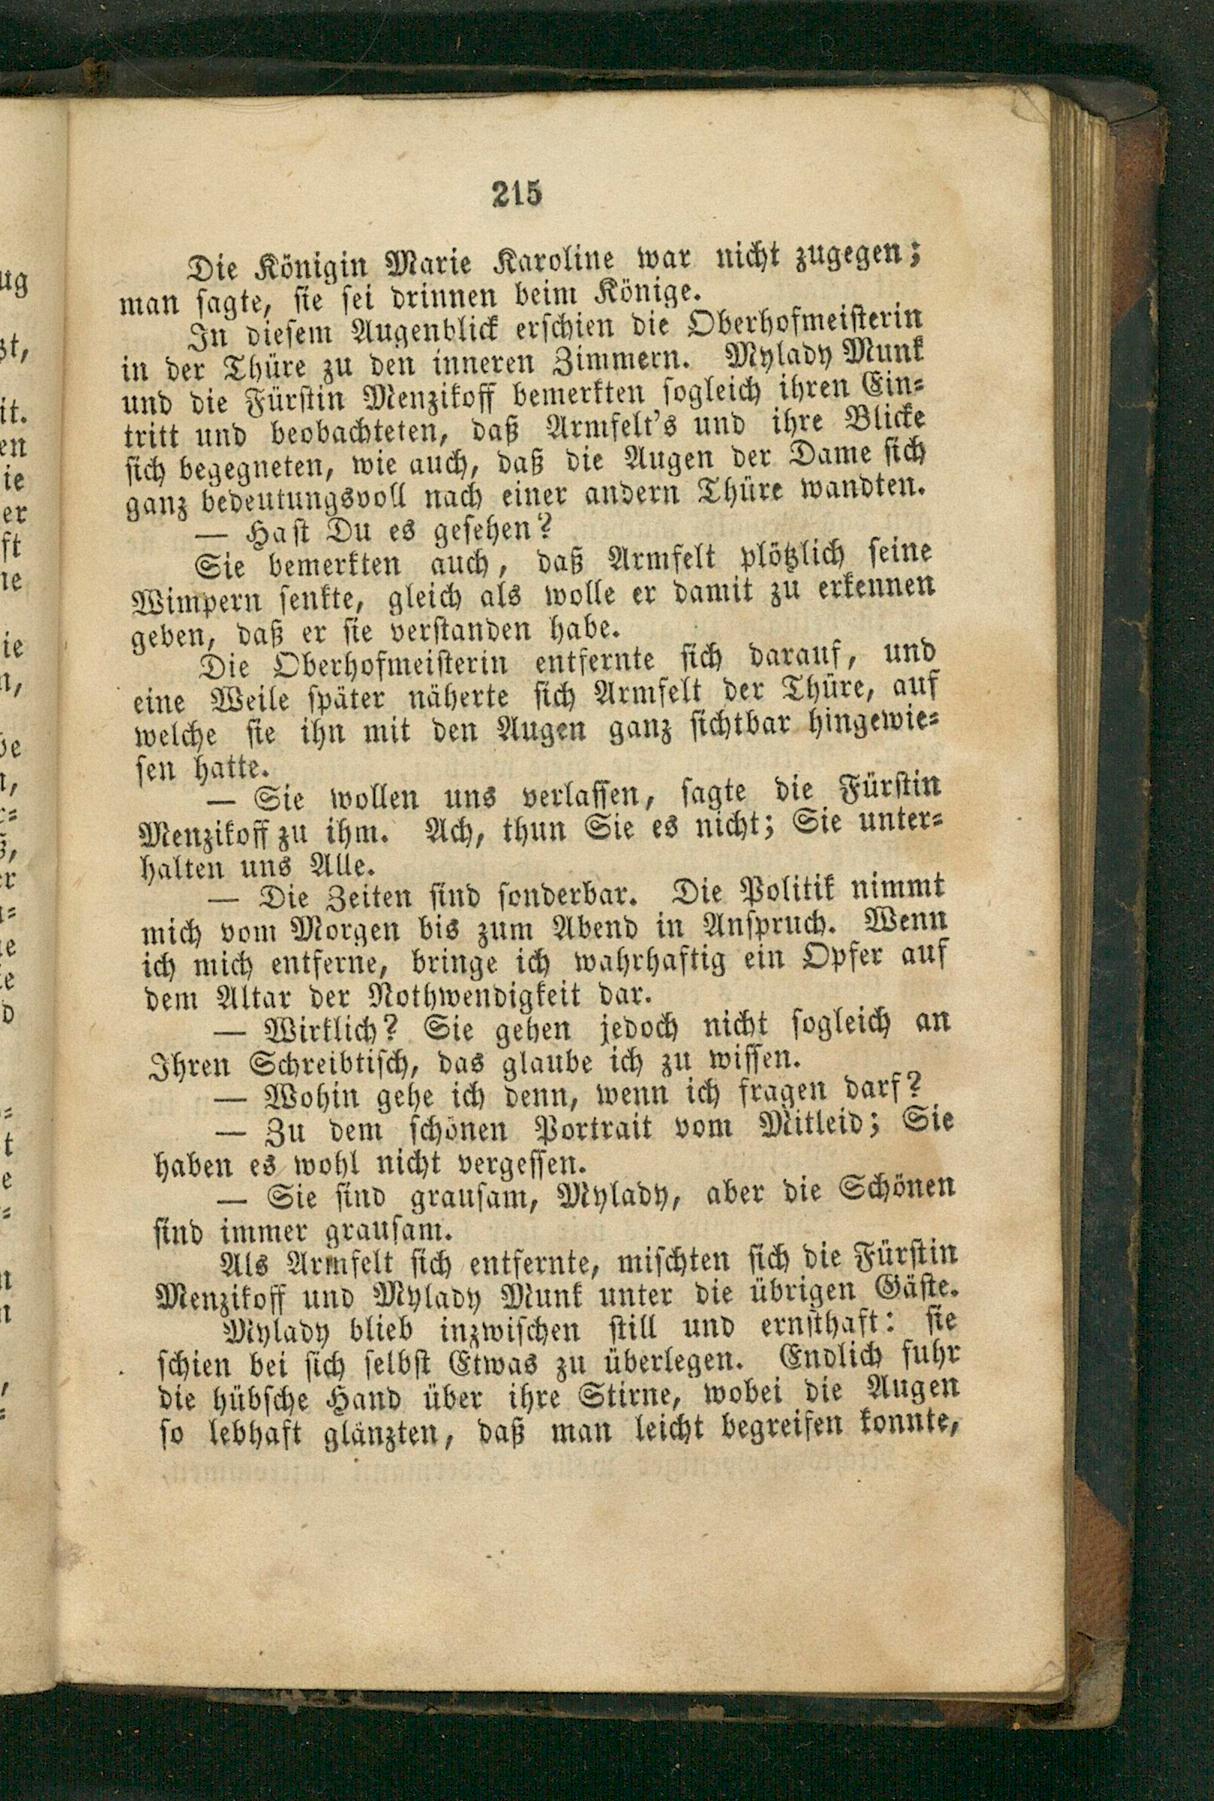 215
Die Königin Marie Karoline war nicht zugegen;
man sagte, sie sei drinnen beim Könige.
In diesem Augenblick erschien die Oberhofmeisterin
in der Thüre zu den inneren Zimmern. Mylady Munk
und die Fürstin Menzikoff bemerkten sogleich ihren Ein-
tritt und beobachteten, daß Armfelt's und ihre Blicke
sich begegneten, wie auch, daß die Augen der Dame sich
ganz bedeutungsvoll nach einer andern Thüre wandten.
— Hast Du es gesehen?
Sie bemerkten auch, daß Armfelt plötzlich seine
Wimpern senkte, gleich als wolle er damit zu erkennen
geben, daß er sie verstanden habe.
Die Oberhofmeisterin entfernte sich darauf, und
eine Weile später näherte sich Armfelt der Thüre, auf
welche sie ihn mit den Augen ganz sichtbar hingewie-
sen hatte.
— Sie wollen uns verlassen, sagte die Fürstin
Menzikoff zu ihm. Ach, thun Sie es nicht; Sie unter-
halten uns Alle.
— Die Zeiten sind sonderbar. Die Politik nimmt
mich vom Morgen bis zum Abend in Anspruch. Wenn
ich mich entferne, bringe ich wahrhaftig ein Opfer auf
dem Altar der Nothwendigkeit dar.
— Wirklich? Sie gehen jedoch nicht sogleich an
Ihren Schreibtisch, das glaube ich zu wissen.
— Wohin gehe ich denn, wenn ich fragen darf?
— Zu dem schönen Portrait vom Mitleid; Sie
haben es wohl nicht vergessen.
— Sie sind grausam, Mylady, aber die Schönen
sind immer grausam.
Als Armfelt sich entfernte, mischten sich die Fürstin
Menzikoff und Mylady Munk unter die übrigen Gäste.
Mylady blieb inzwischen still und ernsthaft: sie
schien bei sich selbst Etwas zu überlegen. Endlich fuhr
die hübsche Hand über ihre Stirne, wobei die Augen
so lebhaft glänzten, daß man leicht begreifen konnte,